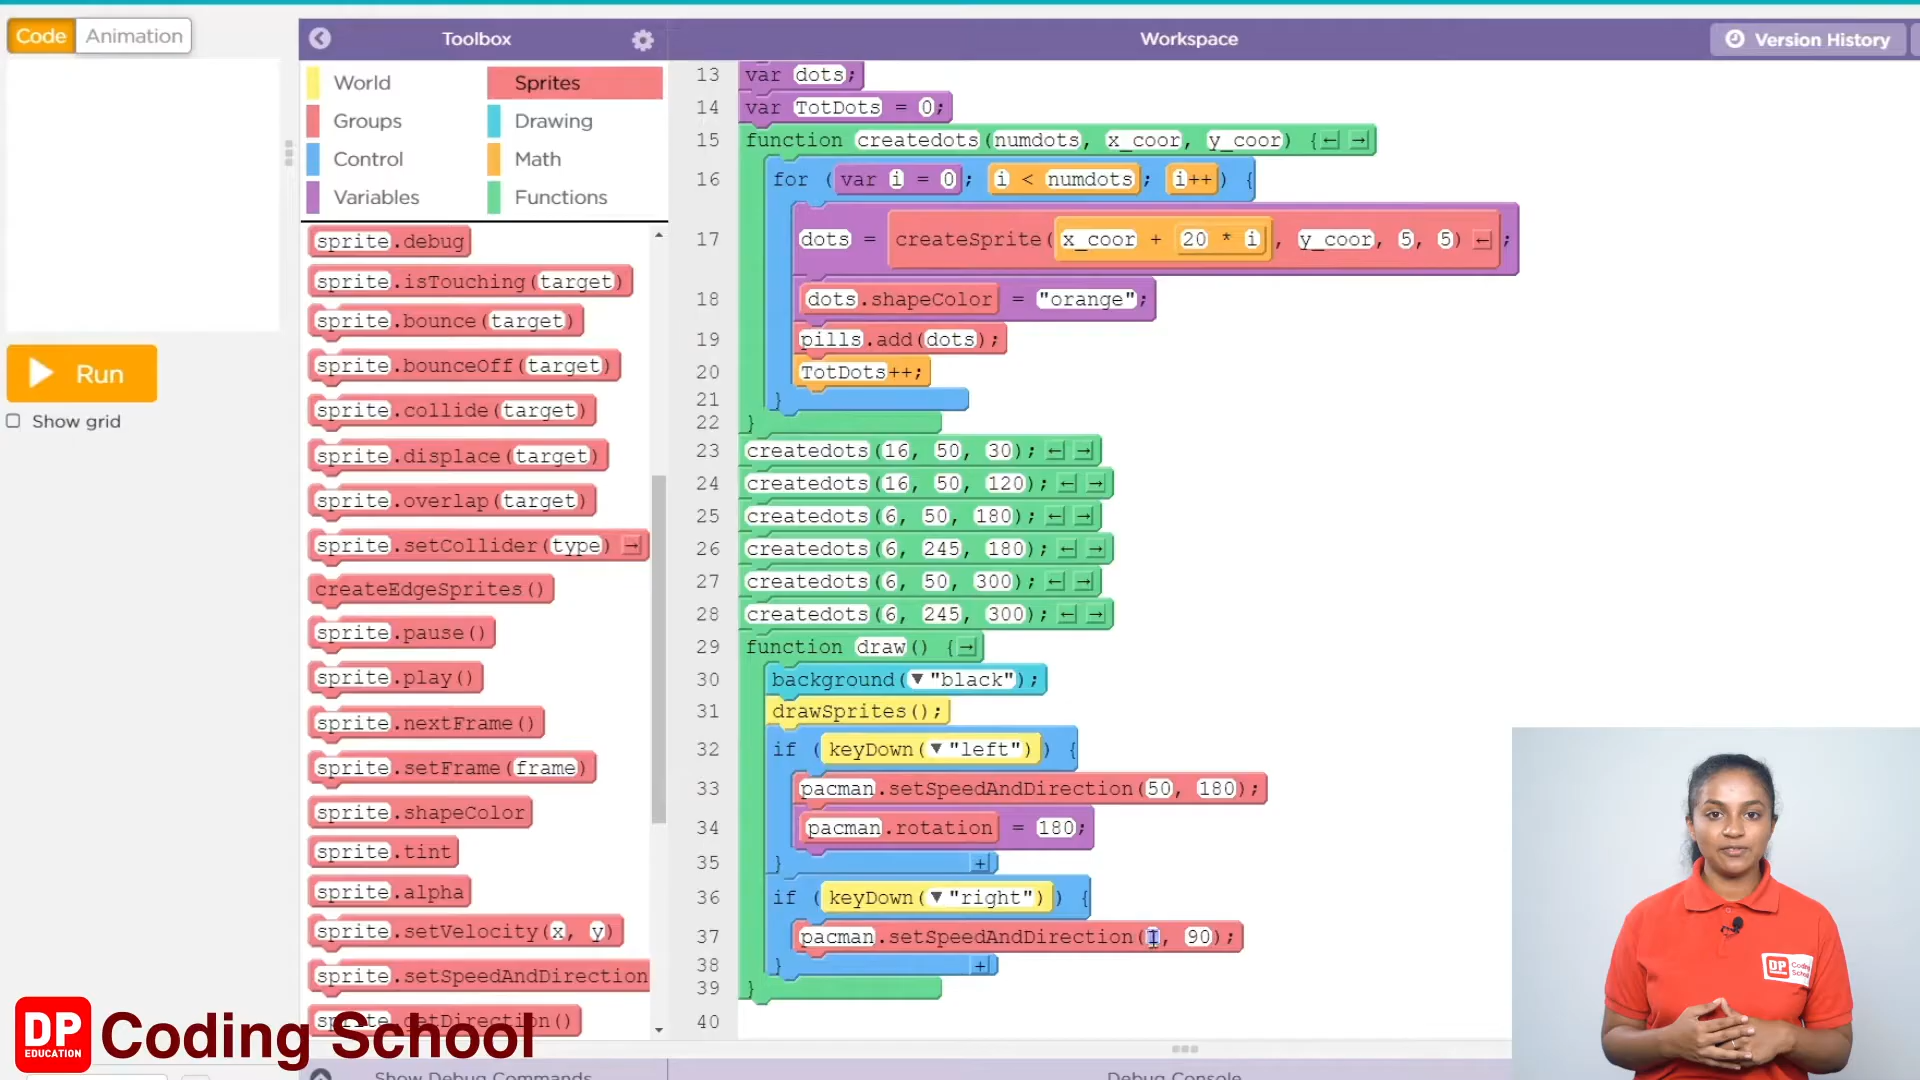 Code Animation
Toolbox
Workspace
Version History
World
Sprites
Groups
Drawing
Control
Math
Variables
Functions
sprite.debug
sprite.isTouching(target)
sprite.bounce(target)
sprite.bounceOff(target)
sprite.collide(target)
sprite.displace(target)
sprite.overlap(target)
sprite.setCollider(type) →
createEdgeSprites()
sprite.pause()
sprite.play()
sprite.nextFrame()
sprite.setFrame(frame)
sprite.shapeColor
sprite.tint
sprite.alpha
sprite.setVelocity(x, y)
sprite.setSpeedAndDirection
sprite.getDirection()
Run
Show grid
13 var dots;
14 var TotDots = 0;
15 function createdots(numdots, x_coor, y_coor) {← →
16 for (var i = 0; i < numdots; i++) {
17 dots = createSprite(x_coor + 20 * i, y_coor, 5, 5) ← ;
18 dots.shapeColor = "orange";
19 pills.add(dots);
20 TotDots++;
21 }
22 }
23 createdots(16, 50, 30); ← →
24 createdots(16, 50, 120); ← →
25 createdots(6, 50, 180); ← →
26 createdots(6, 245, 180); ← →
27 createdots(6, 50, 300); ← →
28 createdots(6, 245, 300); ← →
29 function draw() {→
30 background(▼"black");
31 drawSprites();
32 if (keyDown(▼"left")) {
33 pacman.setSpeedAndDirection(50, 180);
34 pacman.rotation = 180;
35 } +
36 if (keyDown(▼"right")) {
37 pacman.setSpeedAndDirection( , 90);
38 } +
39 }
40
DP
EDUCATION
Coding School
Show Debug Commands
Debug Console
DP Coding School